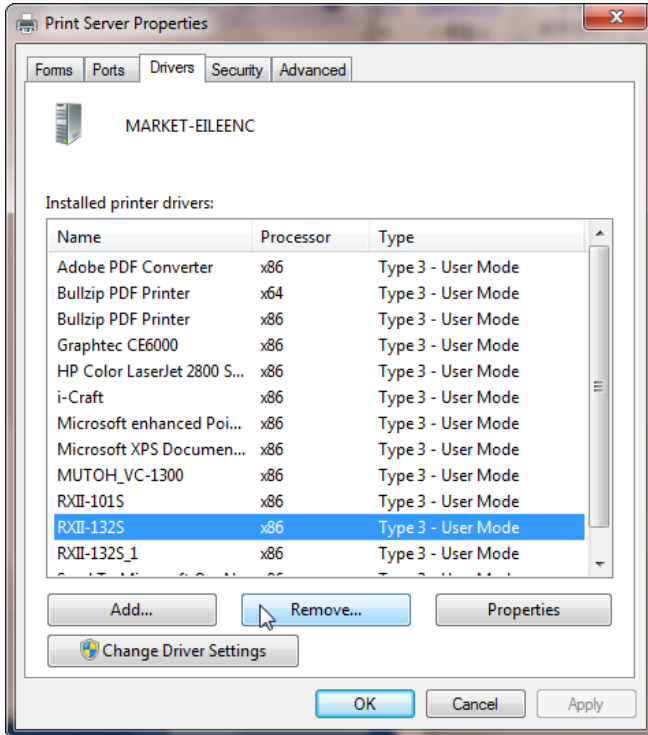 Print Server Properties
Forms Ports Drivers Security Advanced
MARKET-EILEENC
Installed printer drivers:
Name Processor Type
Adobe PDF Converter x86 Type 3 - User Mode
Bullzip PDF Printer x64 Type 3 - User Mode
Bullzip PDF Printer x86 Type 3 - User Mode
Graphtec CE6000 x86 Type 3 - User Mode
HP Color LaserJet 2800 S... x86 Type 3 - User Mode
i-Craft x86 Type 3 - User Mode
Microsoft enhanced Poi... x86 Type 3 - User Mode
Microsoft XPS Documen... x86 Type 3 - User Mode
MUTOH_VC-1300 x86 Type 3 - User Mode
RXII-101S x86 Type 3 - User Mode
RXII-132S x86 Type 3 - User Mode
RXII-132S_1 x86 Type 3 - User Mode
Add... Remove... Properties
Change Driver Settings
OK Cancel Apply